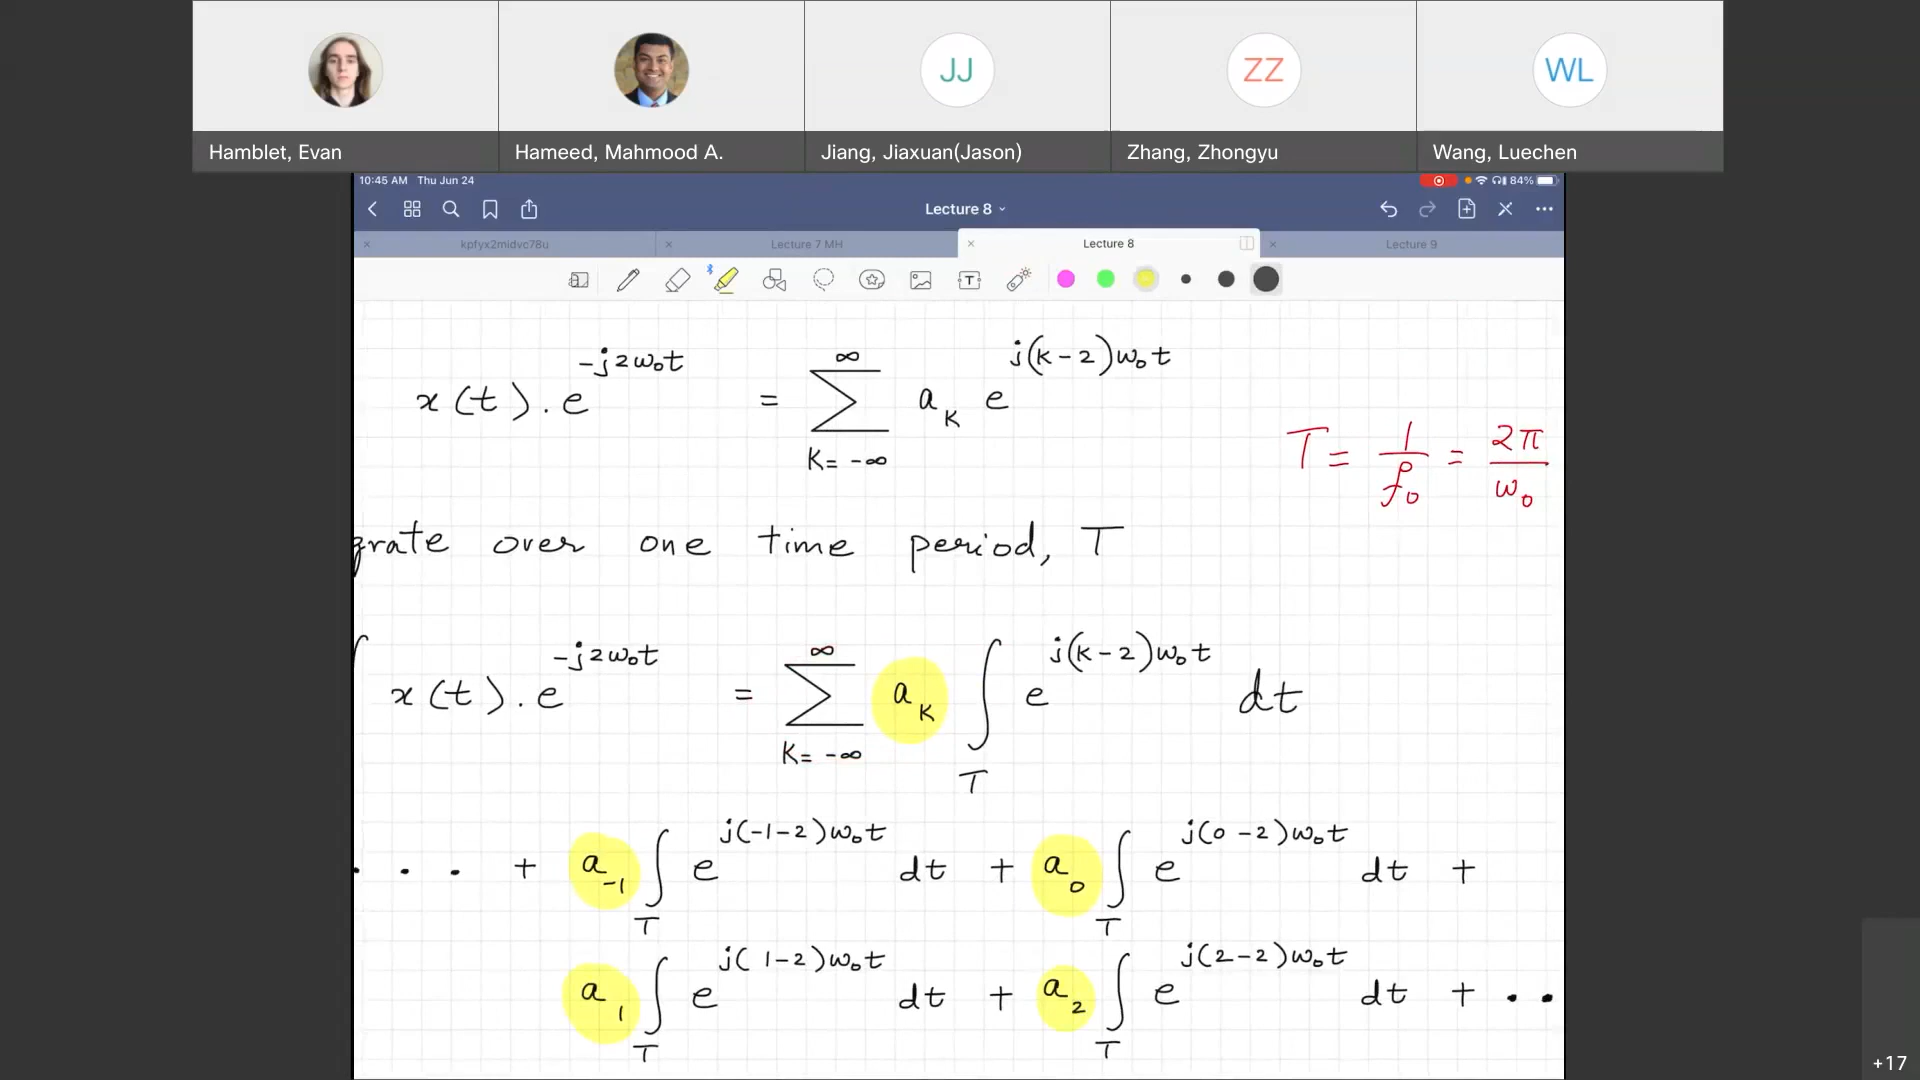 JJ ZZ WL
Hamblet, Evan Hameed, Mahmood A. Jiang, Jiaxuan(Jason) Zhang, Zhongyu Wang, Luechen
10:45 AM Thu Jun 24 84%
Lecture 8
kpfyx2midvc78u Lecture 7 MH Lecture 8 Lecture 9
x(t).e^{-j2ω₀t} = ∑_{K=-∞}^{∞} a_K e^{j(K-2)ω₀t}
T = 1/f₀ = 2π/ω₀
grate over one time period, T
∫ x(t).e^{-j2ω₀t} = ∑_{K=-∞}^{∞} a_K ∫_T e^{j(K-2)ω₀t} dt
. . . + a_{-1} ∫_T e^{j(-1-2)ω₀t} dt + a_0 ∫_T e^{j(0-2)ω₀t} dt +
a_1 ∫_T e^{j(1-2)ω₀t} dt + a_2 ∫_T e^{j(2-2)ω₀t} dt + ..
+17